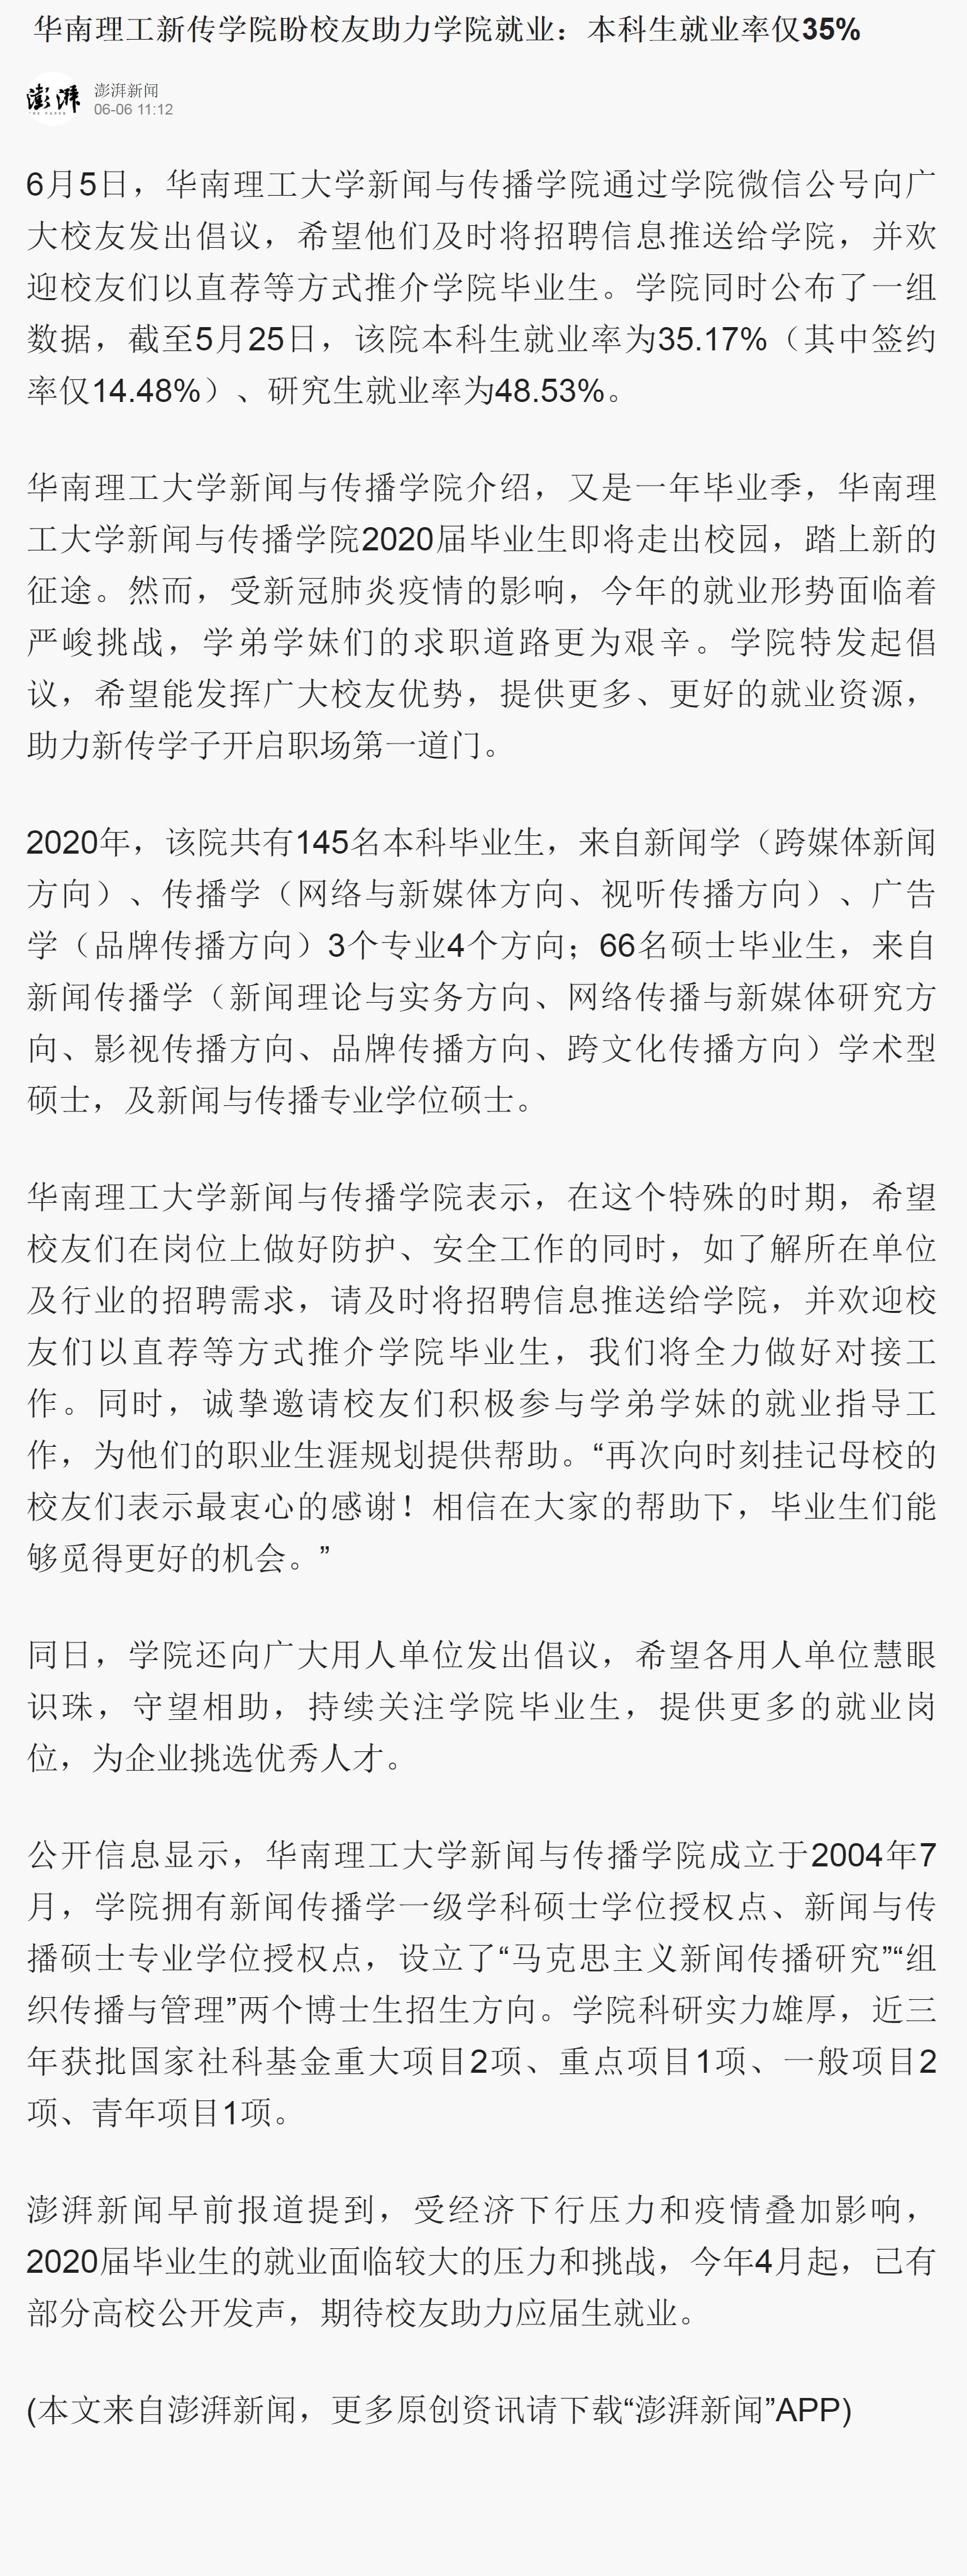 华南理工新传学院盼校友助力学院就业：本科生就业率仅35%
澎湃
澎湃新闻
06-06 11:12
6月5日，华南理工大学新闻与传播学院通过学院微信公号向广
大校友发出倡议，希望他们及时将招聘信息推送给学院，并欢
迎校友们以直荐等方式推介学院毕业生。学院同时公布了一组
数据，截至5月25日，该院本科生就业率为35.17%（其中签约
率仅14.48%）、研究生就业率为48.53%。
华南理工大学新闻与传播学院介绍，又是一年毕业季，华南理
工大学新闻与传播学院2020届毕业生即将走出校园，踏上新的
征途。然而，受新冠肺炎疫情的影响，今年的就业形势面临着
严峻挑战，学弟学妹们的求职道路更为艰辛。学院特发起倡
议，希望能发挥广大校友优势，提供更多、更好的就业资源，
助力新传学子开启职场第一道门。
2020年，该院共有145名本科毕业生，来自新闻学（跨媒体新闻
方向）、传播学（网络与新媒体方向、视听传播方向）、广告
学（品牌传播方向）3个专业4个方向；66名硕士毕业生，来自
新闻传播学（新闻理论与实务方向、网络传播与新媒体研究方
向、影视传播方向、品牌传播方向、跨文化传播方向）学术型
硕士，及新闻与传播专业学位硕士。
华南理工大学新闻与传播学院表示，在这个特殊的时期，希望
校友们在岗位上做好防护、安全工作的同时，如了解所在单位
及行业的招聘需求，请及时将招聘信息推送给学院，并欢迎校
友们以直荐等方式推介学院毕业生，我们将全力做好对接工
作。同时，诚挚邀请校友们积极参与学弟学妹的就业指导工
作，为他们的职业生涯规划提供帮助。“再次向时刻挂记母校的
校友们表示最衷心的感谢！相信在大家的帮助下，毕业生们能
够觅得更好的机会。”
同日，学院还向广大用人单位发出倡议，希望各用人单位慧眼
识珠，守望相助，持续关注学院毕业生，提供更多的就业岗
位，为企业挑选优秀人才。
公开信息显示，华南理工大学新闻与传播学院成立于2004年7
月，学院拥有新闻传播学一级学科硕士学位授权点、新闻与传
播硕士专业学位授权点，设立了“马克思主义新闻传播研究”“组
织传播与管理”两个博士生招生方向。学院科研实力雄厚，近三
年获批国家社科基金重大项目2项、重点项目1项、一般项目2
项、青年项目1项。
澎湃新闻早前报道提到，受经济下行压力和疫情叠加影响，
2020届毕业生的就业面临较大的压力和挑战，今年4月起，已有
部分高校公开发声，期待校友助力应届生就业。
(本文来自澎湃新闻，更多原创资讯请下载“澎湃新闻”APP)